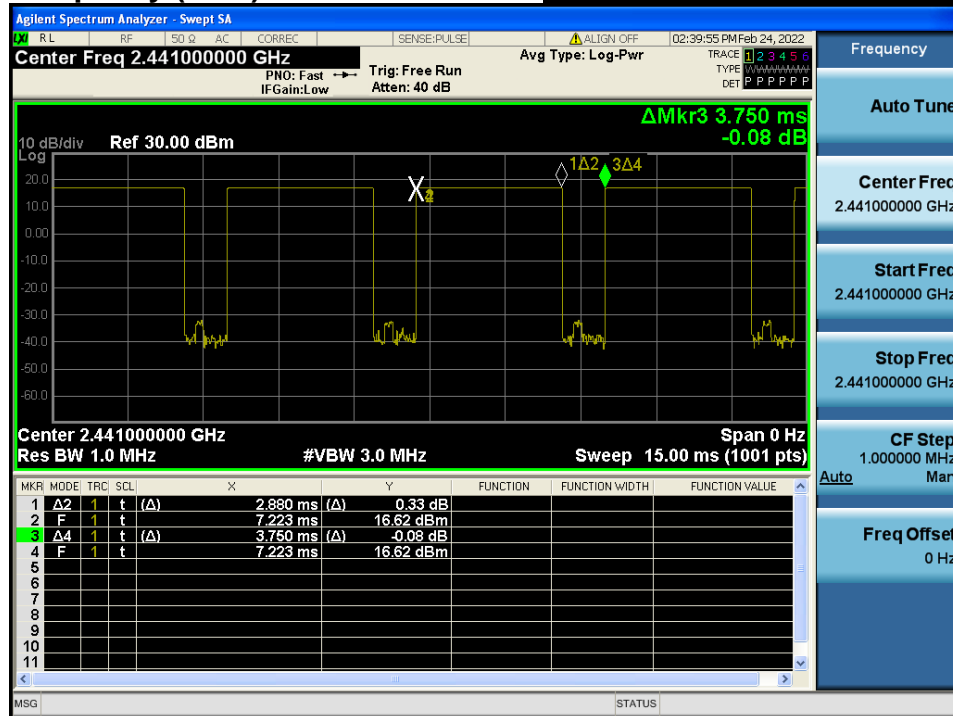 Agilent Spectrum Analyzer - Swept SA
LXI RL RF 50 Ω AC CORREC SENSE:PULSE ALIGN OFF 02:39:55 PM Feb 24, 2022
Center Freq 2.441000000 GHz
PNO: Fast
IFGain:Low
Trig: Free Run
Atten: 40 dB
Avg Type: Log-Pwr
TRACE 1 2 3 4 5 6
TYPE WWWWWWW
DET P P P P P P
Frequency
ΔMkr3 3.750 ms
-0.08 dB
10 dB/div Ref 30.00 dBm
Log
20.0
10.0
0.00
-10.0
-20.0
-30.0
-40.0
-50.0
-60.0
X 2
1Δ2 3Δ4
Center 2.441000000 GHz Span 0 Hz
Res BW 1.0 MHz #VBW 3.0 MHz Sweep 15.00 ms (1001 pts)
MKR MODE TRC SCL X Y FUNCTION FUNCTION WIDTH FUNCTION VALUE
1 Δ2 1 t (Δ) 2.880 ms (Δ) 0.33 dB
2 F 1 t 7.223 ms 16.62 dBm
3 Δ4 1 t (Δ) 3.750 ms (Δ) -0.08 dB
4 F 1 t 7.223 ms 16.62 dBm
5
6
7
8
9
10
11
MSG STATUS
Auto Tune
Center Freq
2.441000000 GHz
Start Freq
2.441000000 GHz
Stop Freq
2.441000000 GHz
CF Step
1.000000 MHz
Auto Man
Freq Offset
0 Hz